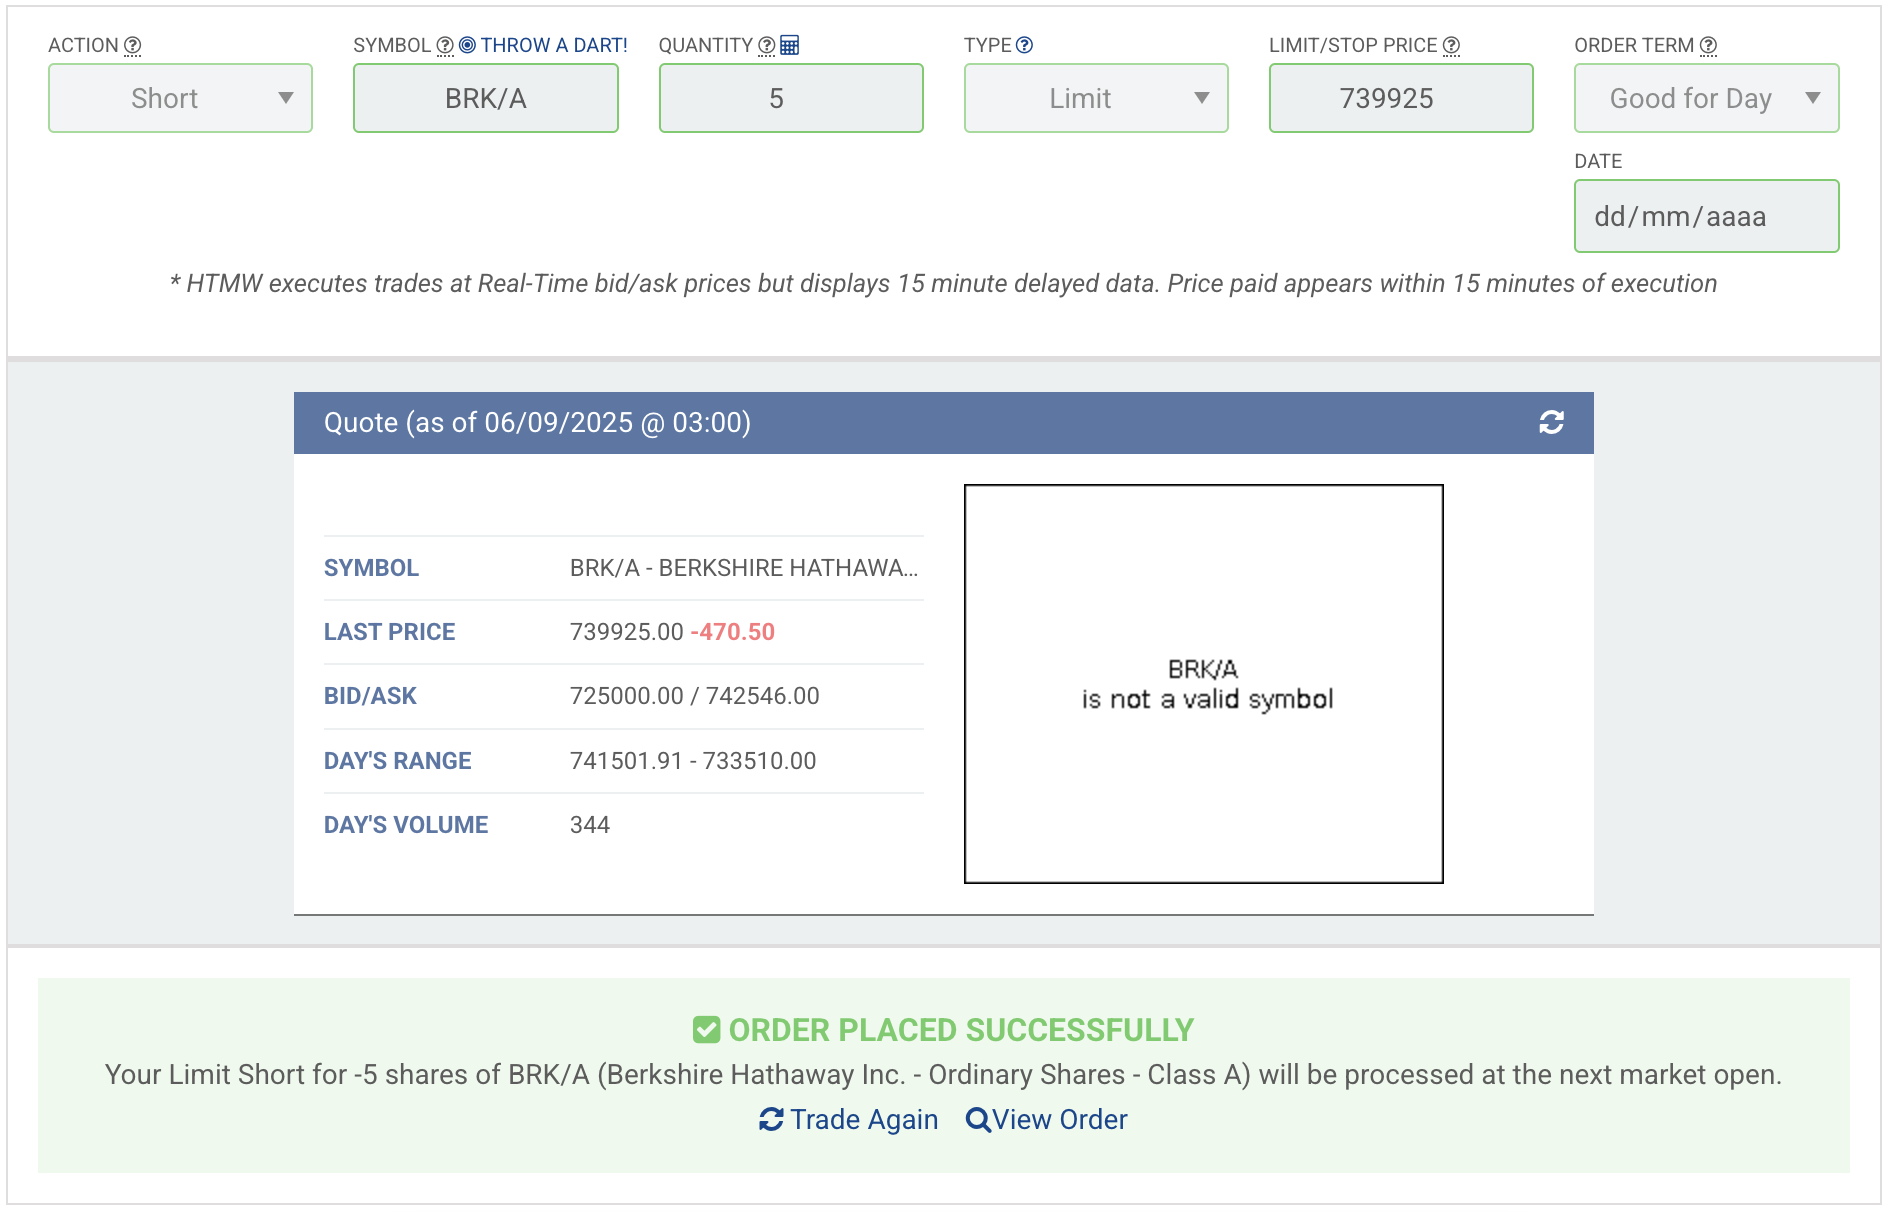 ACTION
SYMBOL THROW A DART!
QUANTITY
TYPE
LIMIT/STOP PRICE
ORDER TERM
Short
BRK/A
5
Limit
739925
Good for Day
DATE
dd/mm/aaaa
* HTMW executes trades at Real-Time bid/ask prices but displays 15 minute delayed data. Price paid appears within 15 minutes of execution
Quote (as of 06/09/2025 @ 03:00)
SYMBOL BRK/A - BERKSHIRE HATHAWA...
LAST PRICE 739925.00 -470.50
BID/ASK 725000.00 / 742546.00
DAY'S RANGE 741501.91 - 733510.00
DAY'S VOLUME 344
BRK/A
is not a valid symbol
ORDER PLACED SUCCESSFULLY
Your Limit Short for -5 shares of BRK/A (Berkshire Hathaway Inc. - Ordinary Shares - Class A) will be processed at the next market open.
Trade Again View Order